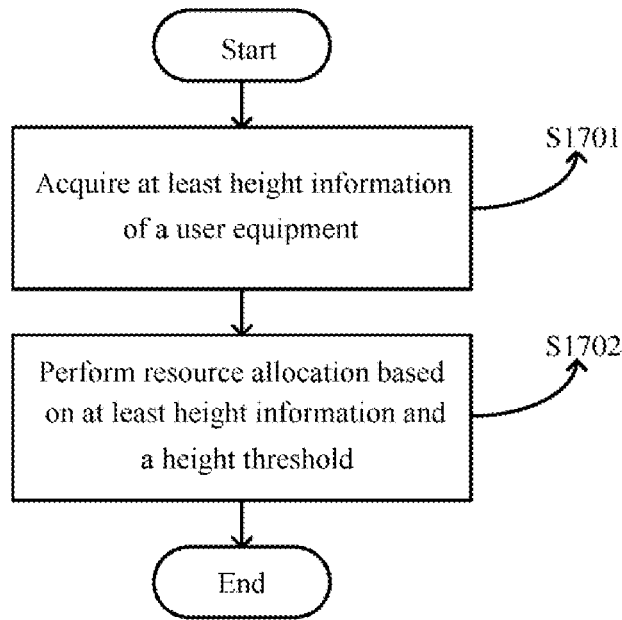 Start
S1701
Acquire at least height information
of a user equipment
S1702
Perform resource allocation based
on at least height information and
a height threshold
End